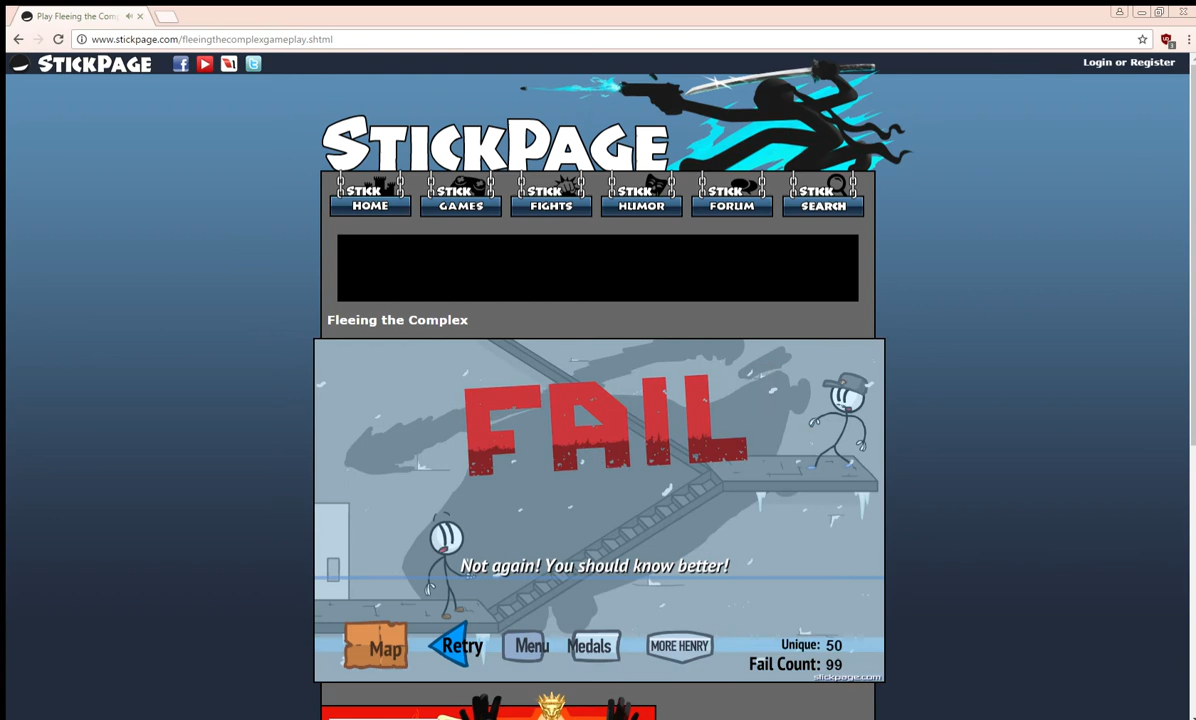 Play Fleeing the Com
www.stickpage.com/fleeingthecomplexgameplay.shtml
STICKPAGE
Login or Register
STICKPAGE
STICK HOME
STICK GAMES
STICK FIGHTS
STICK HUMOR
STICK FORUM
STICK SEARCH
Fleeing the Complex
FAIL
Not again! You should know better!
Map
Retry
Menu
Medals
MORE HENRY
Unique: 50
Fail Count: 99
stickpage.com